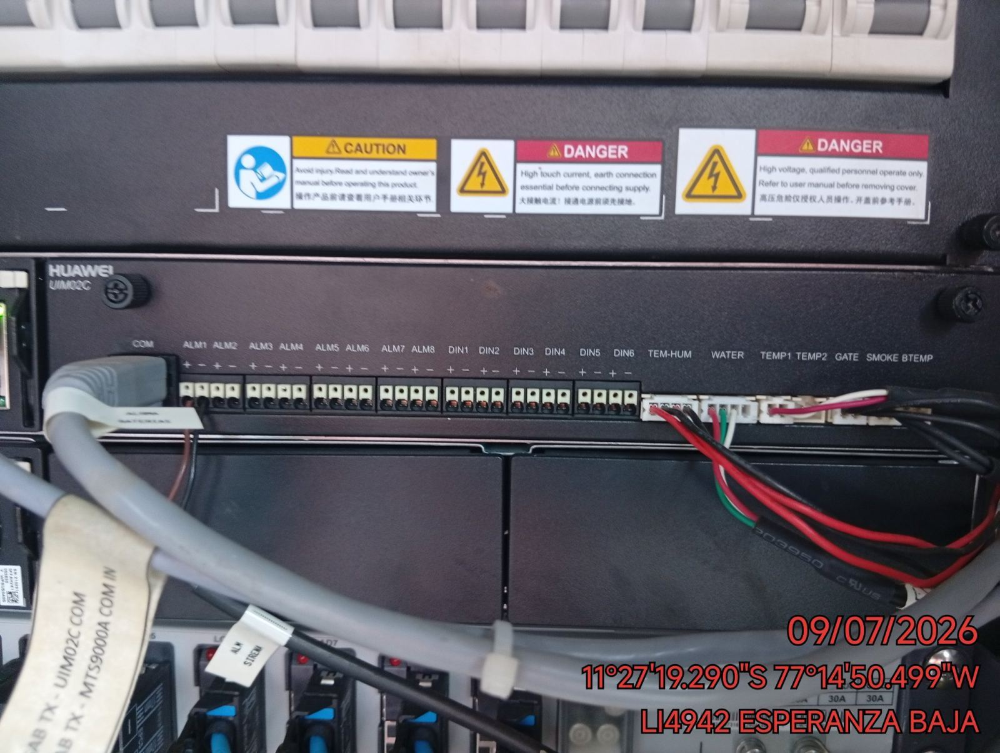 CAUTION
Avoid injury.Read and understand owner's
manual before operating this product.
操作产品前请查看用户手册相关环节.
DANGER
High touch current, earth connection
essential before connecting supply.
大接触电流！接通电源前须先接地。
DANGER
High voltage, qualified personnel operate only.
Refer to user manual before removing cover.
高压危险仅授权人员操作。开盖前参考手册。
HUAWEI
UIM02C
COM ALM1 ALM2 ALM3 ALM4 ALM5 ALM6 ALM7 ALM8 DIN1 DIN2 DIN3 DIN4 DIN5 DIN6 TEM-HUM WATER TEMP1 TEMP2 GATE SMOKE BTEMP
+ − + − + − + − + − + − + − + − + − + − + − + − + − + −
203950
TX - UIM02C COM
TX - MTS9000A COM IN
ALM
SIRENA
30A 30A
09/07/2026
11°27'19.290"S 77°14'50.499"W
LI4942 ESPERANZA BAJA